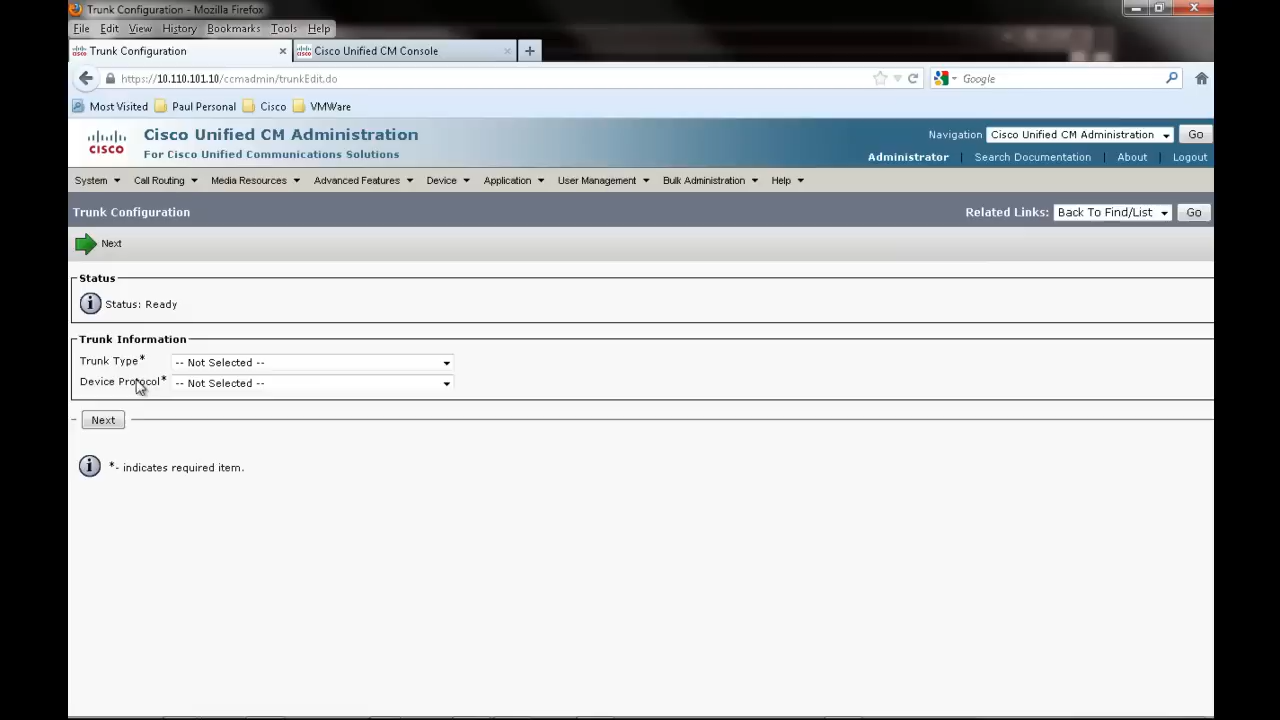 Trunk Configuration - Mozilla Firefox
File Edit View History Bookmarks Tools Help
Trunk Configuration
Cisco Unified CM Console
https://10.110.101.10/ccmadmin/trunkEdit.do
Google
Most Visited Paul Personal Cisco VMWare
CISCO
Cisco Unified CM Administration
For Cisco Unified Communications Solutions
Navigation Cisco Unified CM Administration Go
Administrator | Search Documentation | About | Logout
System Call Routing Media Resources Advanced Features Device Application User Management Bulk Administration Help
Trunk Configuration
Related Links: Back To Find/List Go
Next
Status
Status: Ready
Trunk Information
Trunk Type* -- Not Selected --
Device Protocol* -- Not Selected --
Next
*- indicates required item.